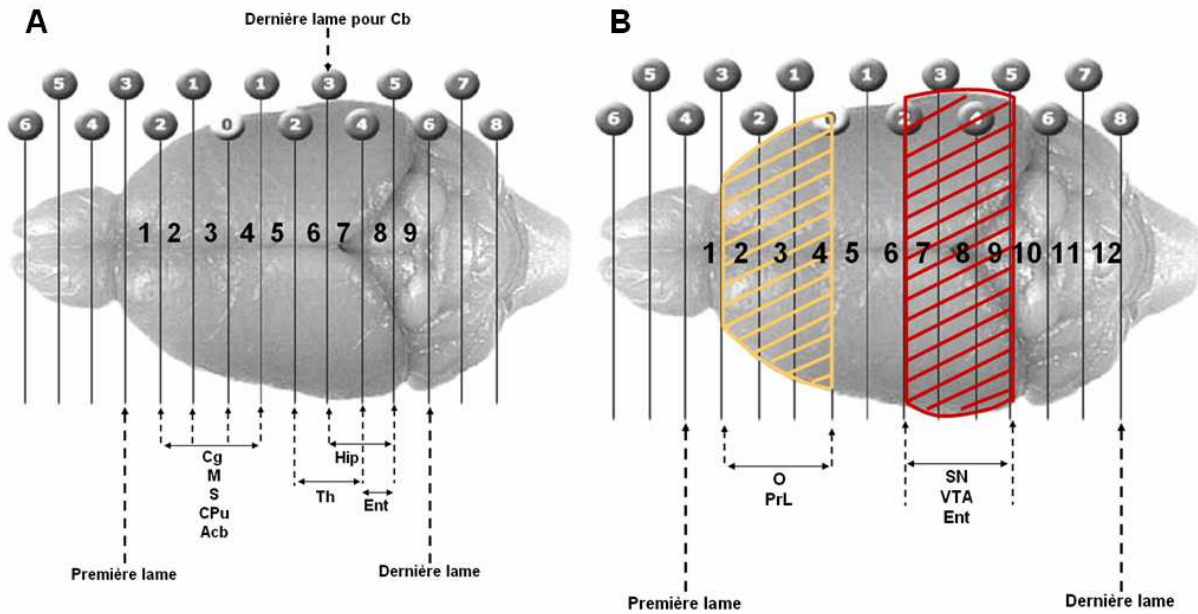 A
Dernière lame pour Cb
5 3 1 1 3 5 7
6 4 2 0 2 4 6 8
1 2 3 4 5 6 7 8 9
Cg
M
S
CPu
Acb
Hip
Th
Ent
Première lame
Dernière lame
B
5 3 1 1 3 5 7
6 4 2 0 2 4 6 8
1 2 3 4 5 6 7 8 9 10 11 12
O
PrL
SN
VTA
Ent
Première lame
Dernière lame